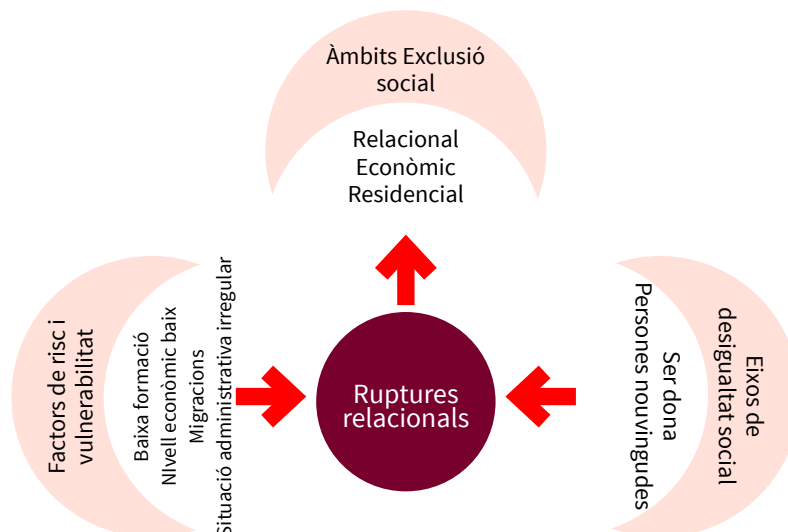 Àmbits Exclusió
social
Relacional
Econòmic
Residencial
Factors de risc i
vulnerabilitat
Baixa formació
NIvell econòmic baix
Migracions
Situació administrativa irregular
Ruptures
relacionals
Eixos de
desigualtat social
Ser dona
Persones nouvingudes